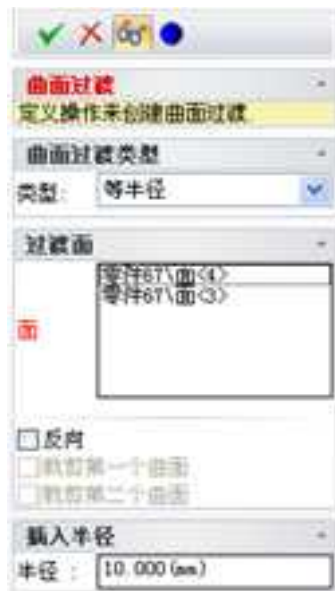 曲面过渡
定义操作来创建曲面过渡
曲面过渡类型
类型: 等半径
过渡面
零件67\面<4>
零件67\面<3>
面
反向
裁剪第一个曲面
裁剪第二个曲面
插入半径
半径: 10.000(mm)